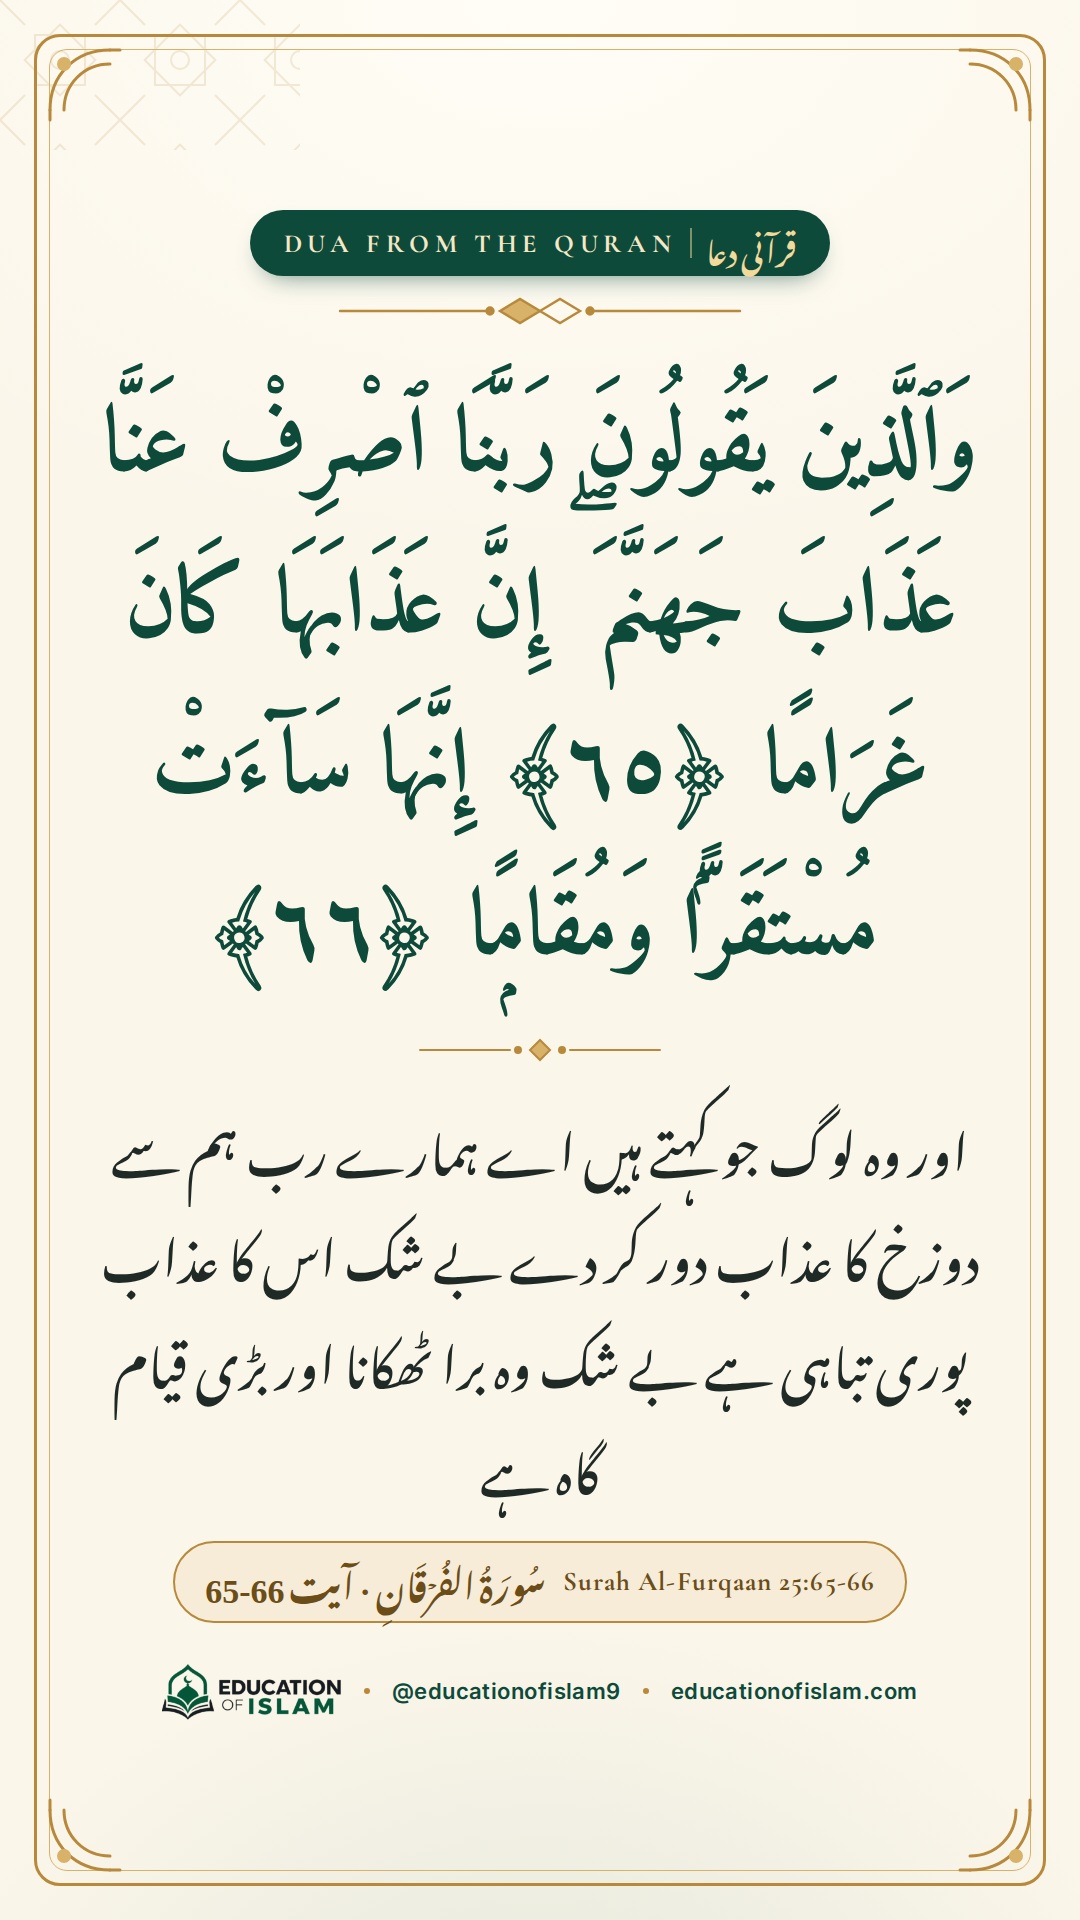 DUA FROM THE QURAN | قرآنی دعا
وَٱلَّذِينَ يَقُولُونَ رَبَّنَا ٱصْرِفْ عَنَّا
عَذَابَ جَهَنَّمَ ۖ إِنَّ عَذَابَهَا كَانَ
غَرَامًا ﴿٦٥﴾ إِنَّهَا سَآءَتْ
مُسْتَقَرًّۭا وَمُقَامًۭا ﴿٦٦﴾
اور وہ لوگ جو کہتے ہیں اے ہمارے رب ہم سے
دوزخ کا عذاب دور کر دے بے شک اس کا عذاب
پوری تباہی ہے بے شک وہ برا ٹھکانا اور بڑی قیام
گاہ ہے
سُورَةُ الفُرۡقَانِ · آیت 65-66 Surah Al-Furqaan 25:65-66
EDUCATION OF ISLAM • @educationofislam9 • educationofislam.com